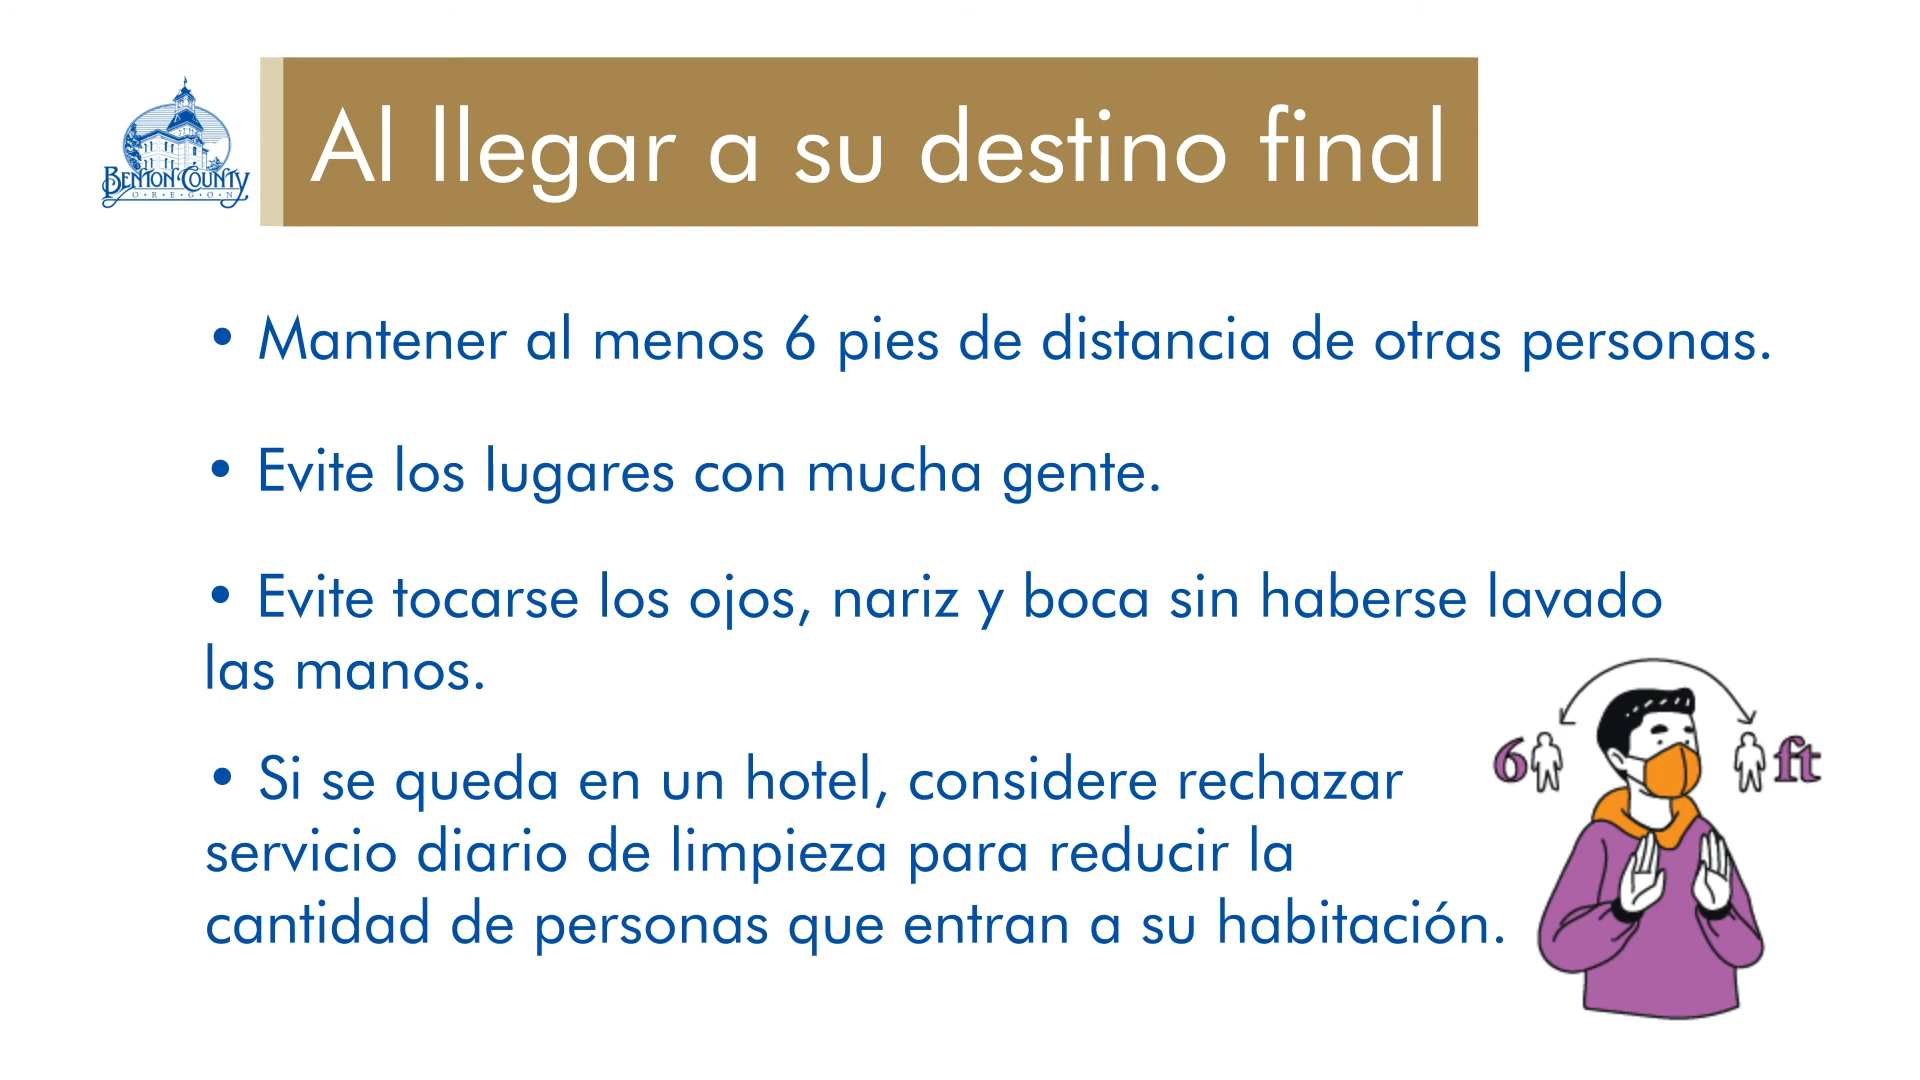 BENTON COUNTY
OREGON
Al llegar a su destino final
• Mantener al menos 6 pies de distancia de otras personas.
• Evite los lugares con mucha gente.
• Evite tocarse los ojos, nariz y boca sin haberse lavado
las manos.
• Si se queda en un hotel, considere rechazar
servicio diario de limpieza para reducir la
cantidad de personas que entran a su habitación.
6 ft